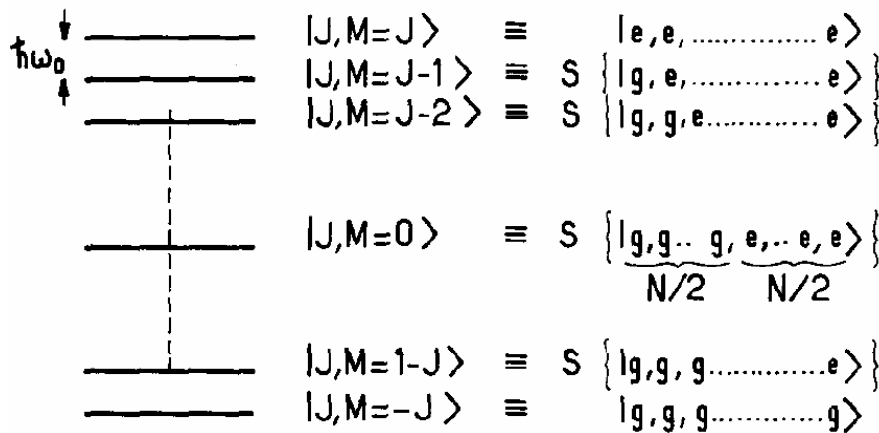 |J,M=J⟩ ≡ |e,e,..............e⟩
ħω₀
|J,M=J-1⟩ ≡ S {|g,e,..............e⟩}
|J,M=J-2⟩ ≡ S {|g,g,e...........e⟩}
|J,M=0⟩ ≡ S {|g,g.. g, e,.. e,e⟩}
N/2 N/2
|J,M=1-J⟩ ≡ S {|g,g,g.............e⟩}
|J,M=-J⟩ ≡ |g,g,g...........g⟩